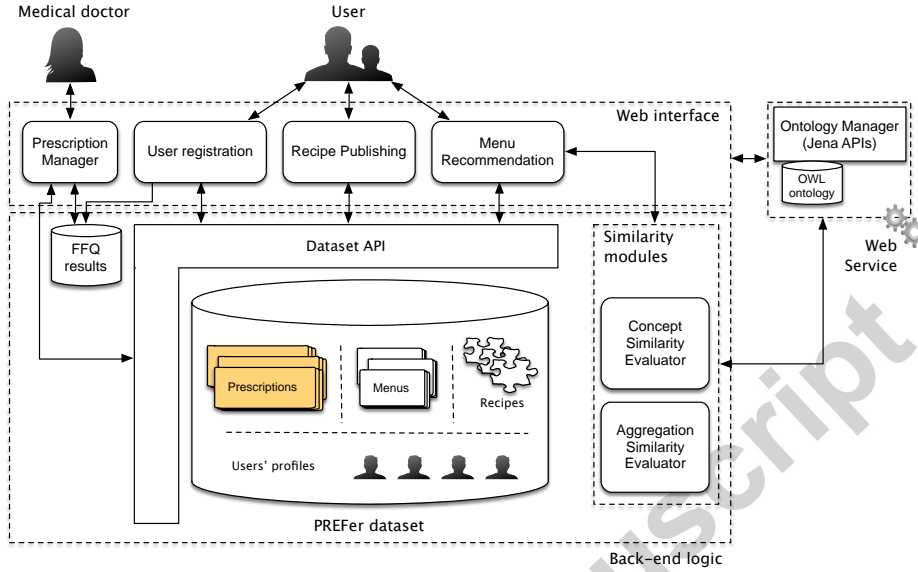 Medical doctor
User
Web interface
Prescription
Manager
User registration
Recipe Publishing
Menu
Recommendation
Ontology Manager
(Jena APIs)
OWL
ontology
Web
Service
FFQ
results
Dataset API
Similarity
modules
Concept
Similarity
Evaluator
Prescriptions
Menus
Recipes
Aggregation
Similarity
Evaluator
Users' profiles
PREFer dataset
Back-end logic
uscript